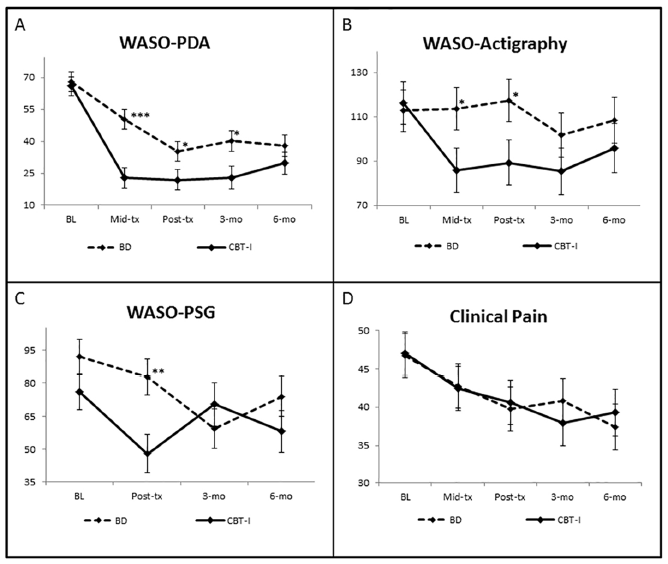 A
WASO-PDA
70
55
40
25
10
***
*
*
BL Mid-tx Post-tx 3-mo 6-mo
BD CBT-I
B
WASO-Actigraphy
130
110
90
70
*
*
BL Mid-tx Post-tx 3-mo 6-mo
BD CBT-I
C
WASO-PSG
95
80
65
50
35
**
BL Post-tx 3-mo 6-mo
BD CBT-I
D
Clinical Pain
50
45
40
35
30
BL Mid-tx Post-tx 3-mo 6-mo
BD CBT-I